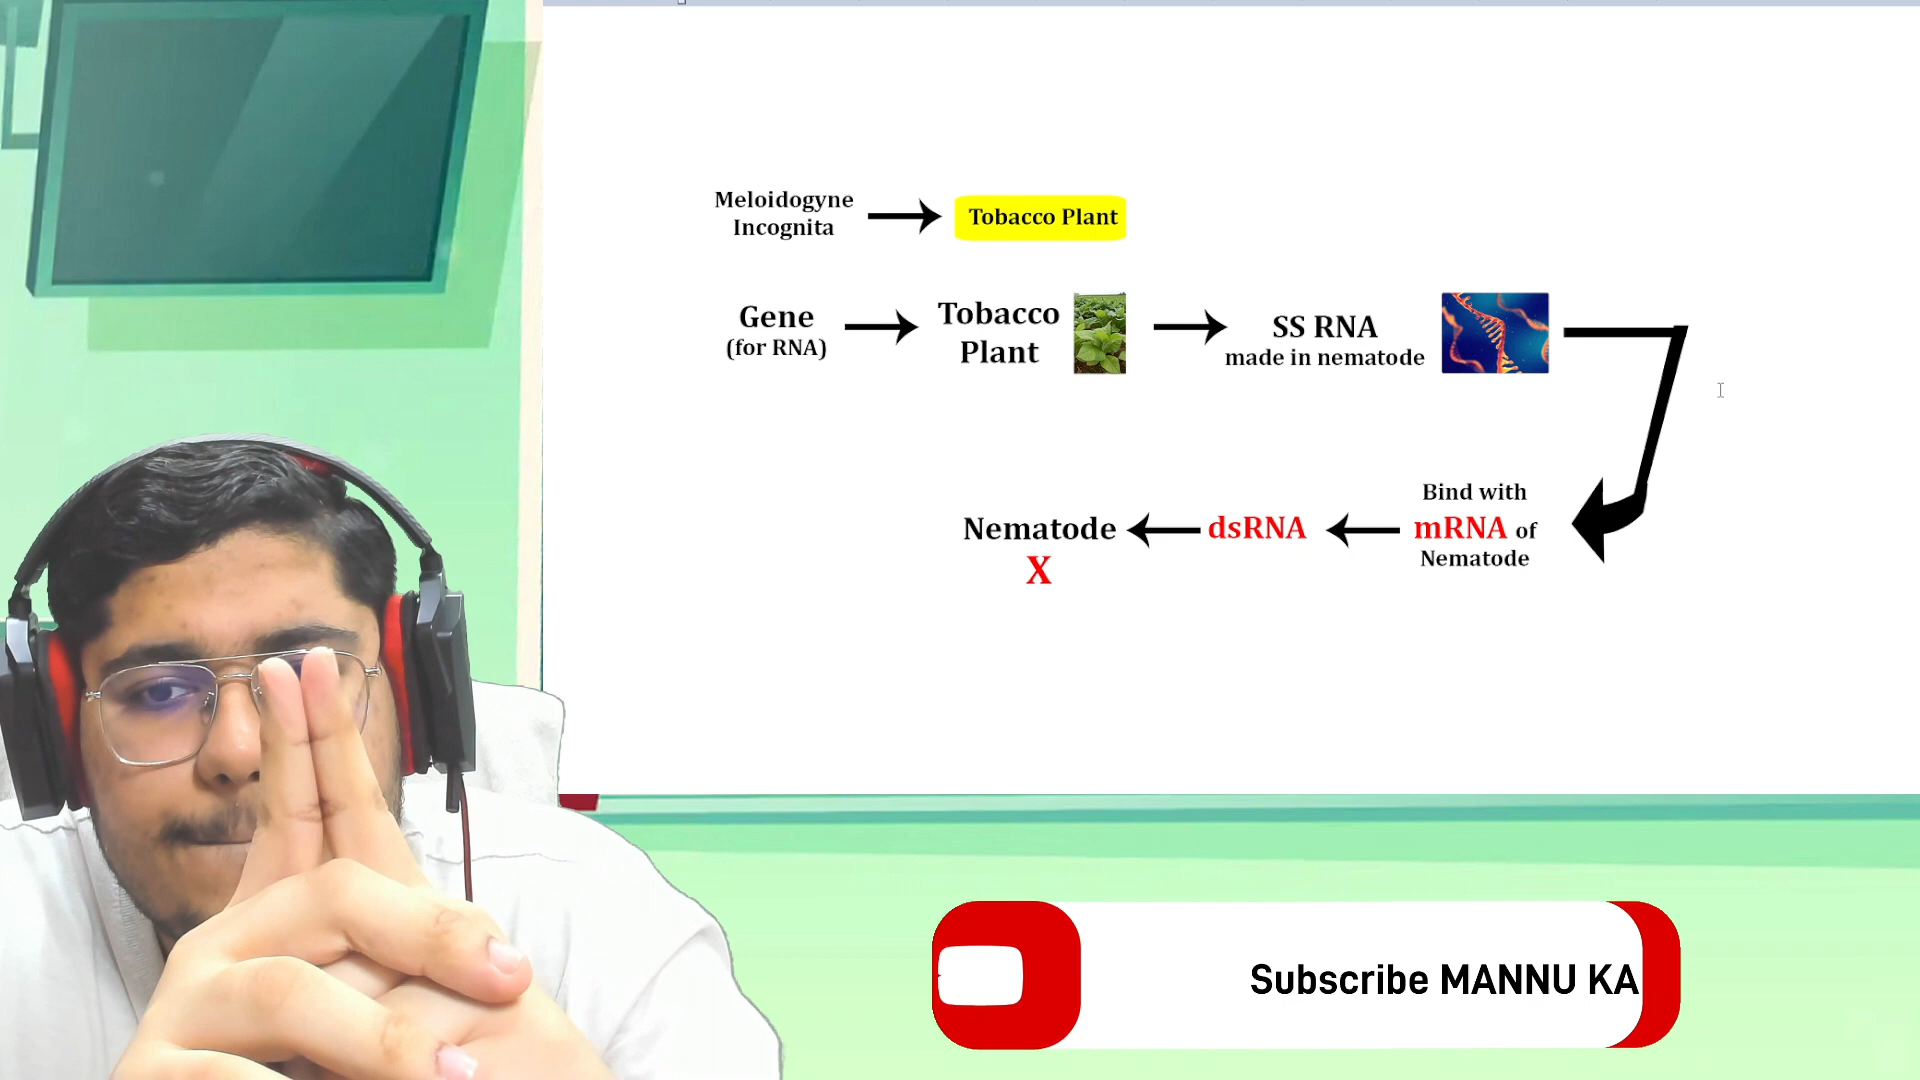 Meloidogyne
Incognita
Tobacco Plant
Gene
(for RNA)
Tobacco
Plant
SS RNA
made in nematode
Bind with
mRNA of
Nematode
dsRNA
Nematode
X
Subscribe MANNU KA